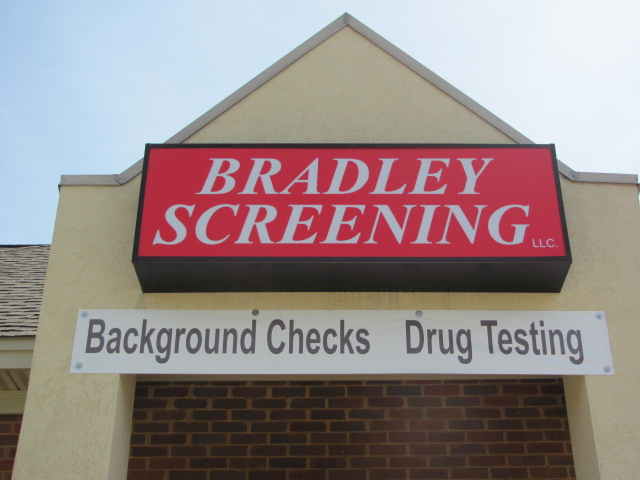 BRADLEY
SCREENING LLC.
Background Checks Drug Testing